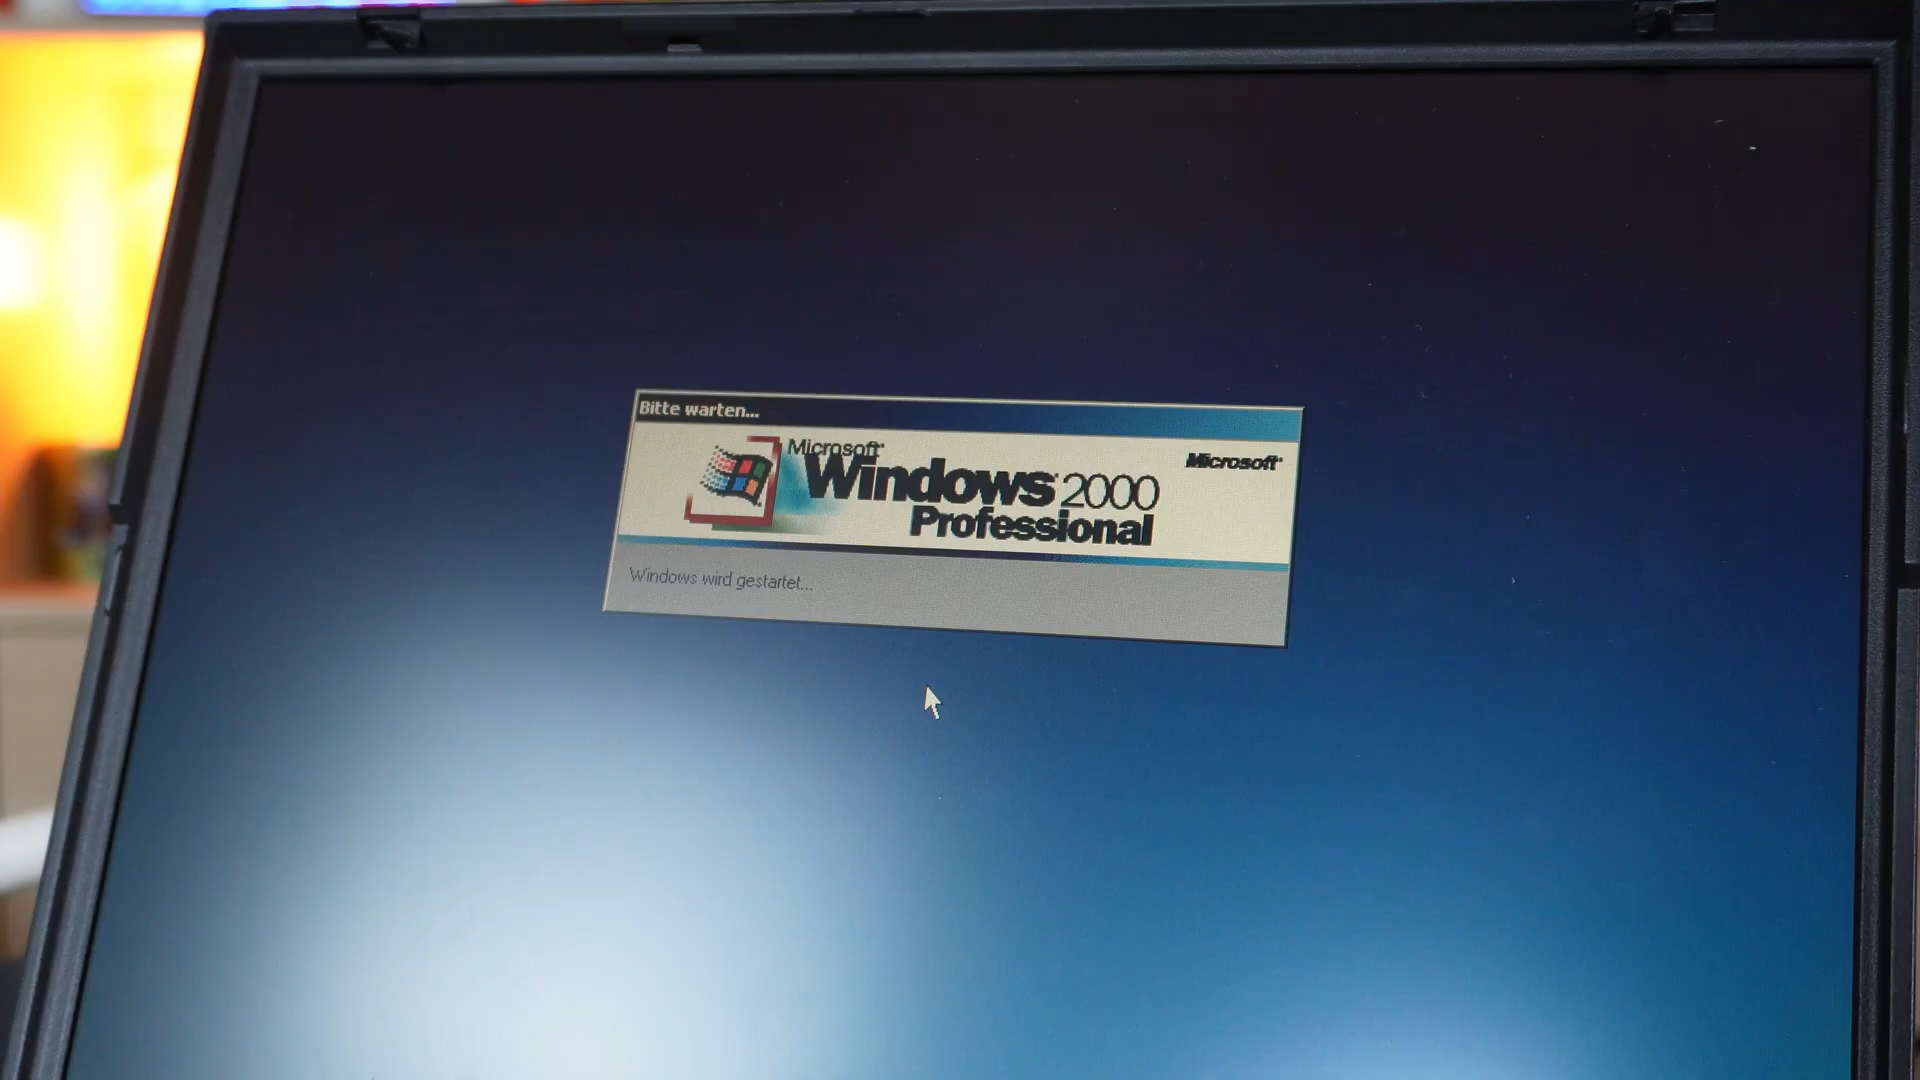 Bitte warten...
Microsoft
Windows 2000
Professional
Microsoft
Windows wird gestartet...